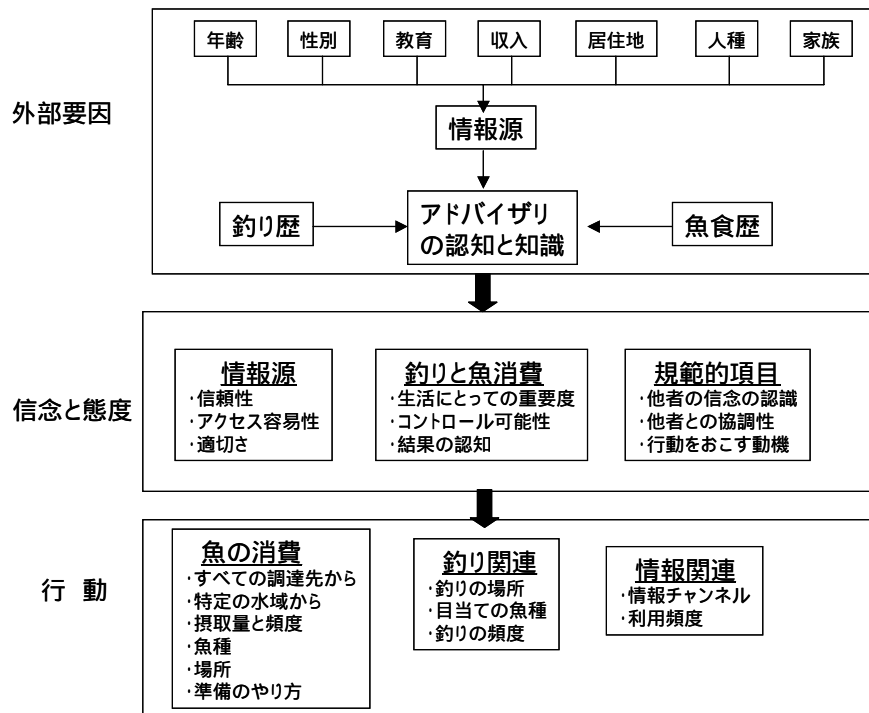 年齢 性別 教育 収入 居住地 人種 家族
外部要因
情報源
釣り歴
アドバイザリ
の認知と知識
魚食歴
信念と態度
情報源
・信頼性
・アクセス容易性
・適切さ
釣りと魚消費
・生活にとっての重要度
・コントロール可能性
・結果の認知
規範的項目
・他者の信念の認識
・他者との協調性
・行動をおこす動機
行 動
魚の消費
・すべての調達先から
・特定の水域から
・摂取量と頻度
・魚種
・場所
・準備のやり方
釣り関連
・釣りの場所
・目当ての魚種
・釣りの頻度
情報関連
・情報チャンネル
・利用頻度